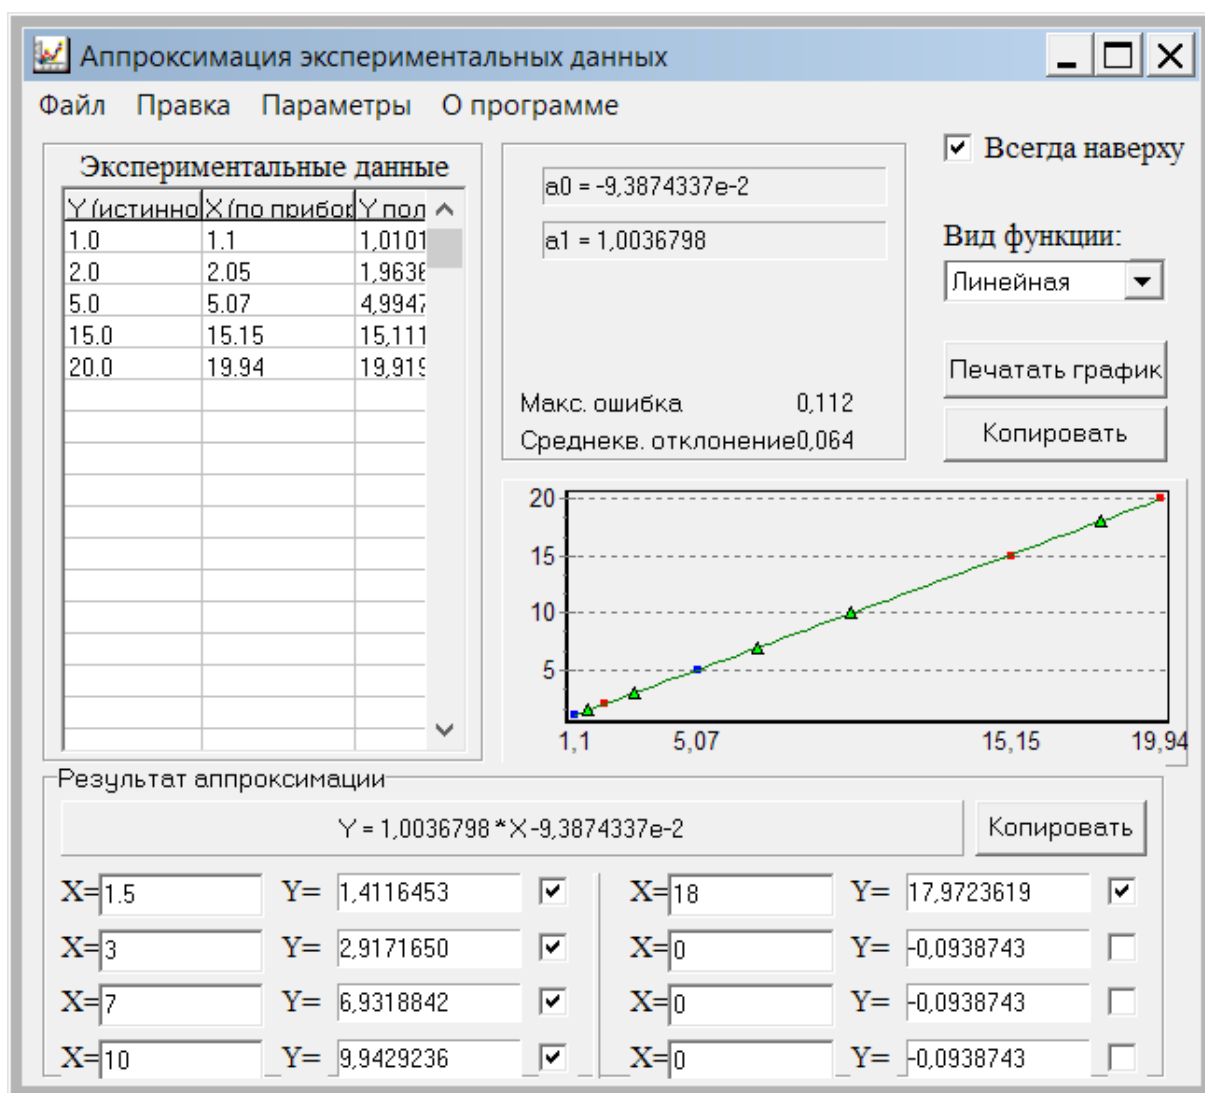 Аппроксимация экспериментальных данных
Файл Правка Параметры О программе
Всегда наверху
Экспериментальные данные
Y (истинно X (по прибор Y пол
1.0 1.1 1,0101
2.0 2.05 1,9636
5.0 5.07 4,9947
15.0 15.15 15,111
20.0 19.94 19,919
a0 = -9,3874337e-2
a1 = 1,0036798
Макс. ошибка 0,112
Среднекв. отклонение0,064
Вид функции:
Линейная
Печатать график
Копировать
20
15
10
5
1,1 5,07 15,15 19,94
Результат аппроксимации
Y = 1,0036798*X-9,3874337e-2
Копировать
X=1.5 Y= 1,4116453 X=18 Y= 17,9723619
X=3 Y= 2,9171650 X=0 Y= -0,0938743
X=7 Y= 6,9318842 X=0 Y= -0,0938743
X=10 Y= 9,9429236 X=0 Y= -0,0938743